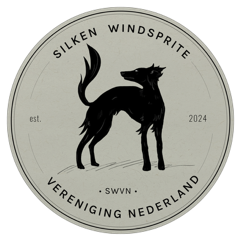 SILKEN WINDSPRITE
est. 2024
• SWVN •
VERENIGING NEDERLAND